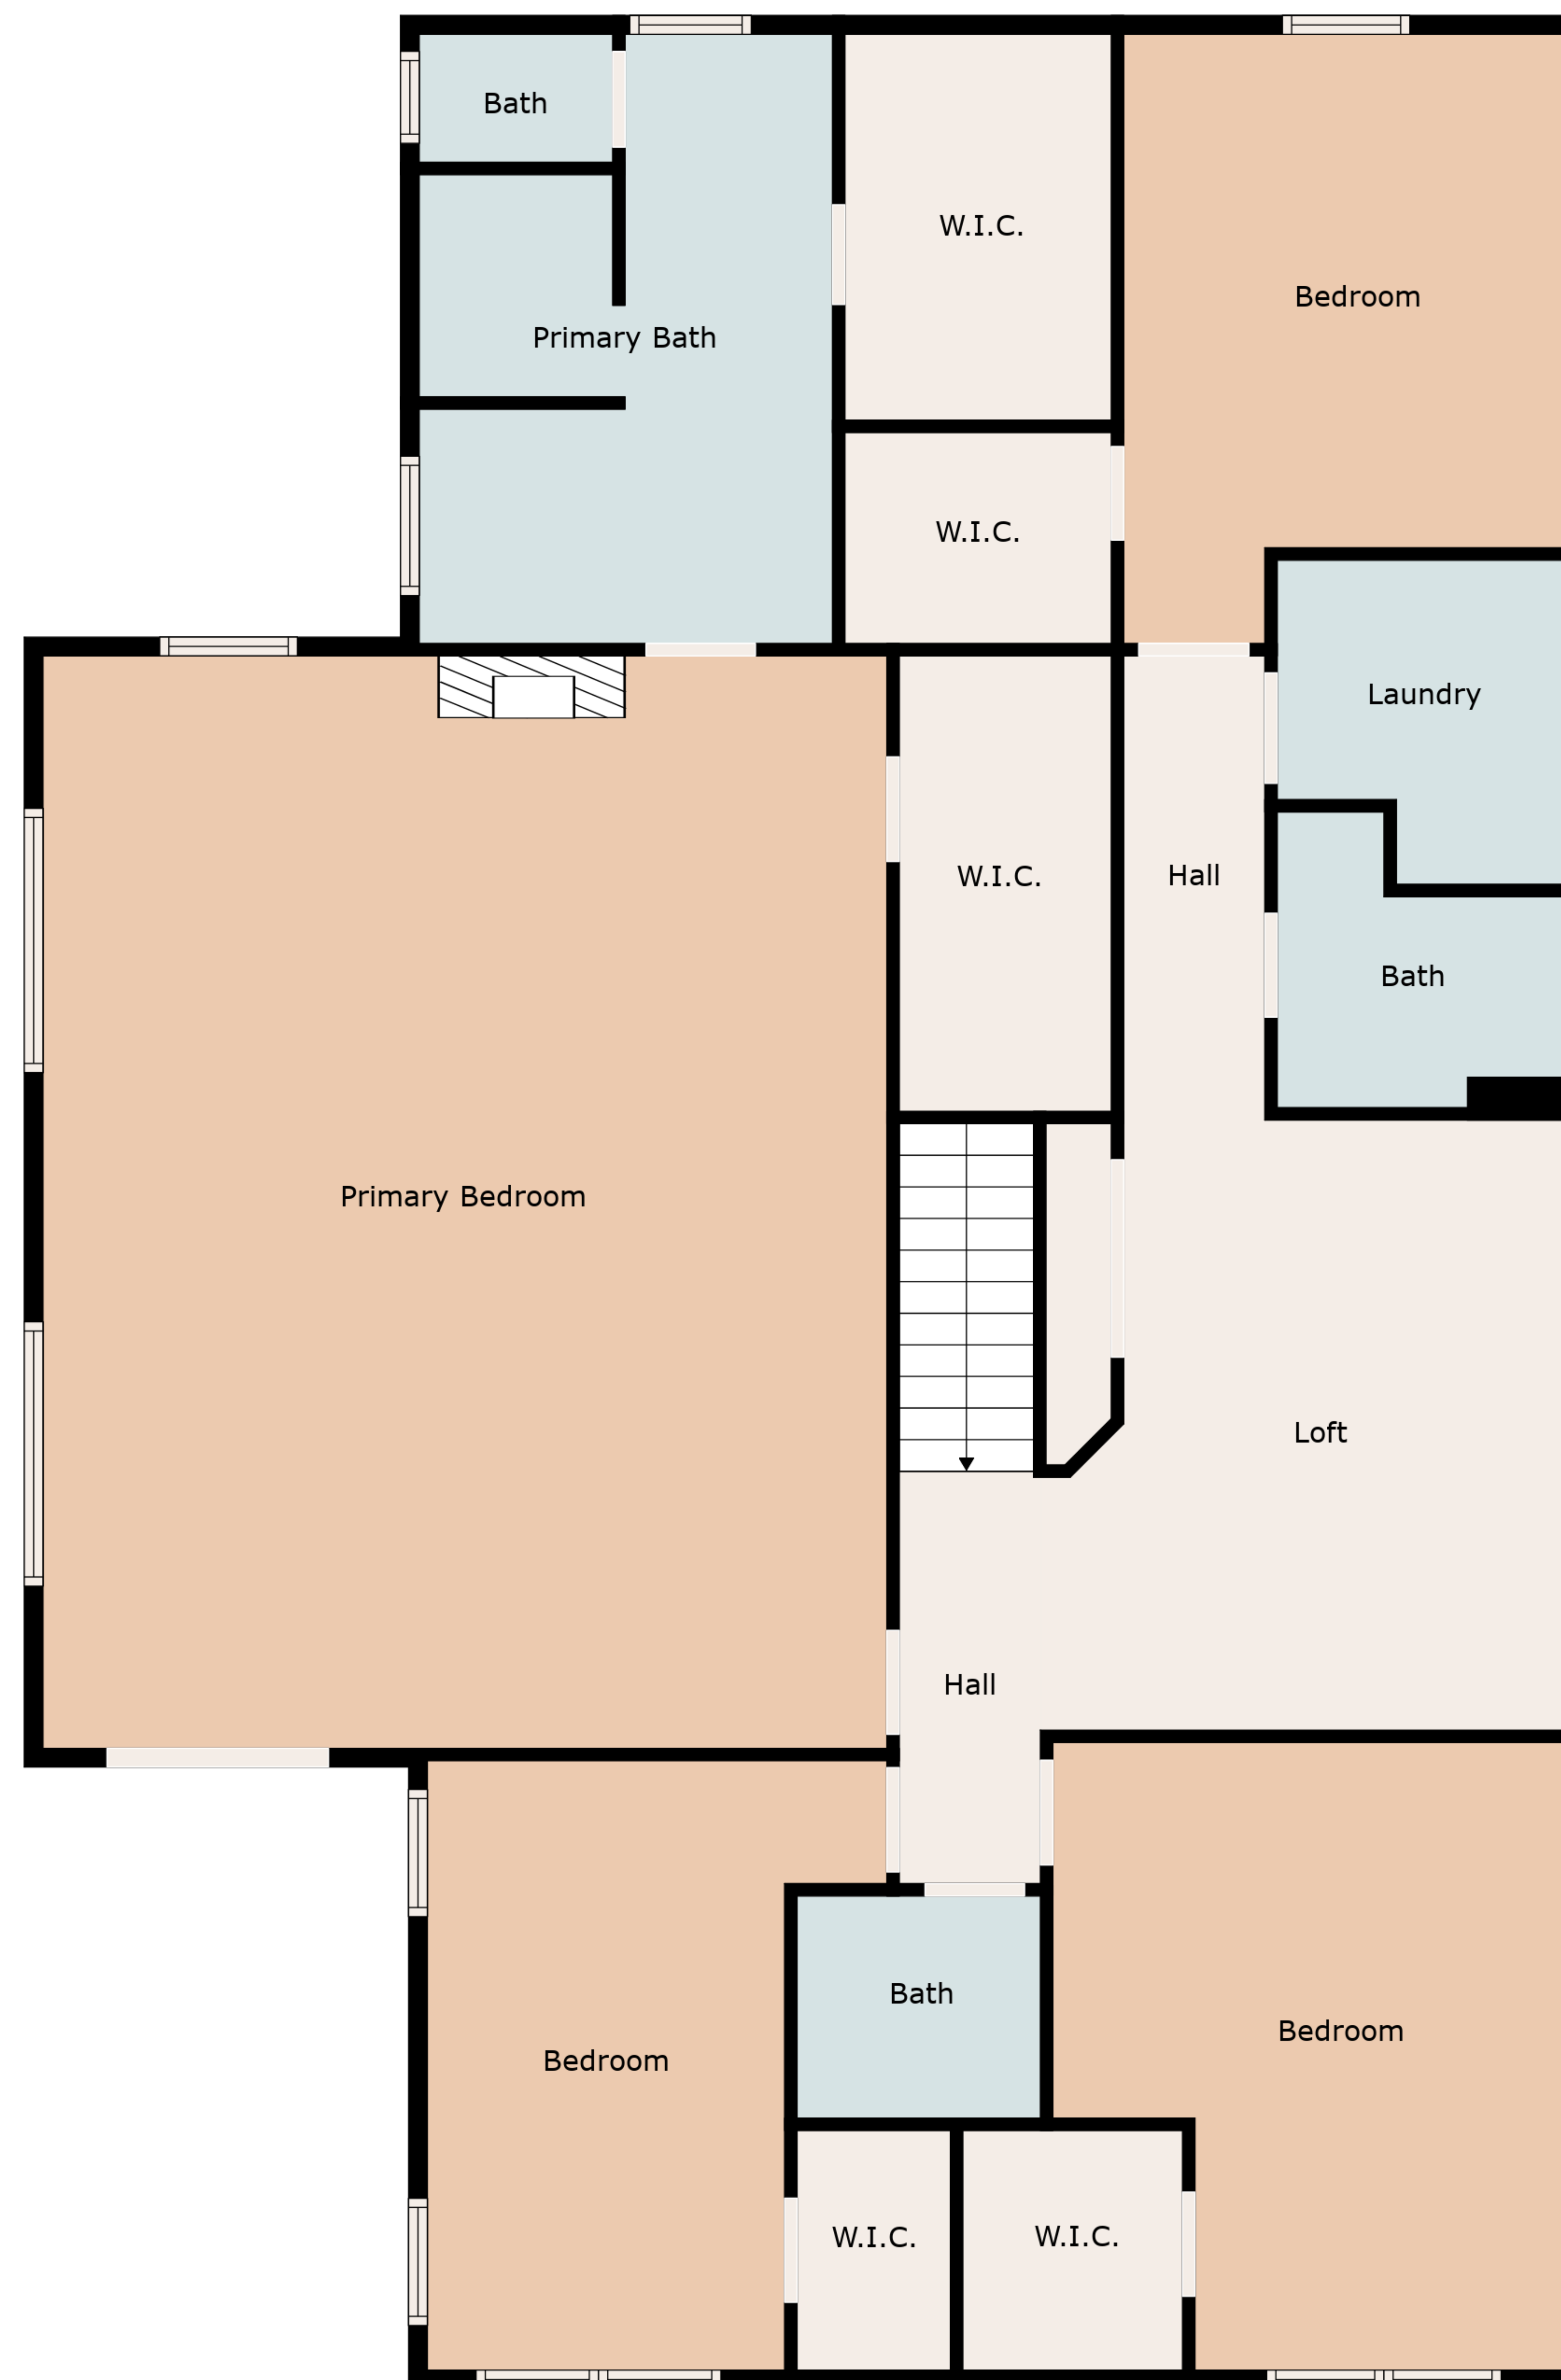 Bath
W.I.C.
Bedroom
Primary Bath
W.I.C.
Laundry
W.I.C.
Hall
Bath
Primary Bedroom
Loft
Hall
Bath
Bedroom
Bedroom
W.I.C.
W.I.C.